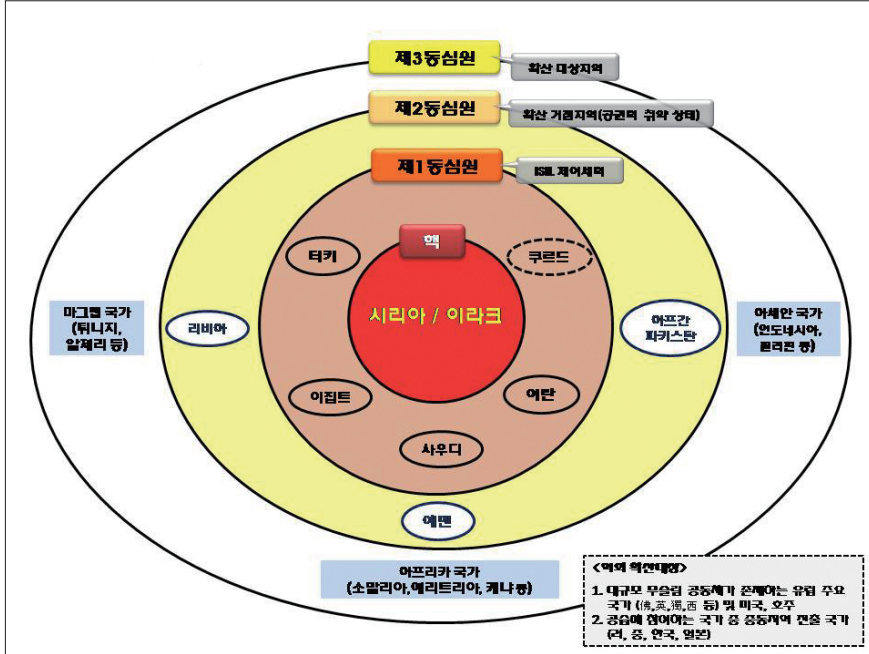 제3동심원
확산 대상지역
제2동심원
확산 거점지역(공권력 취약 상태)
제1동심원
ISIL 제어세력
핵
터키
쿠르드
마그렙 국가
(튀니지,
알제리 등)
리비아
시리아 / 이라크
아프간
파키스탄
아세안 국가
(인도네시아,
필리핀 등)
이집트
이란
사우디
예멘
아프리카 국가
(소말리아,에리트리아, 케냐 등)
<여외 확산대상>
1. 대규모 무슬림 공동체가 존재하는 유럽 주요
국가 (佛,英,獨,西 등) 및 미국, 호주
2. 공습에 참여하는 국가 중 중동지역 진출 국가
(러, 중, 한국, 일본)